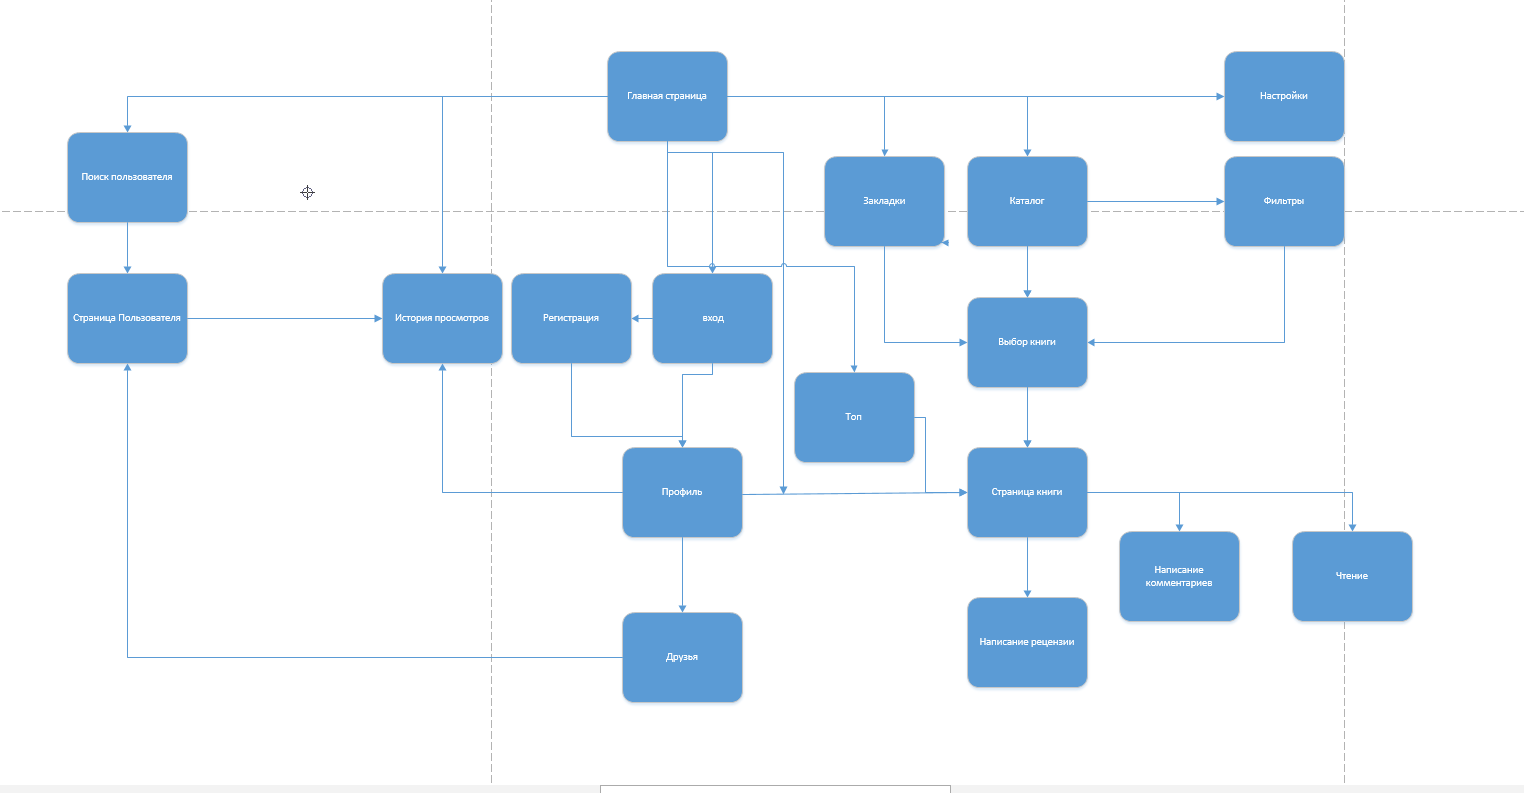 Главная страница
Настройки
Поиск пользователя
Закладки
Каталог
Фильтры
Страница Пользователя
История просмотров
Регистрация
вход
Выбор книги
Топ
Профиль
Страница книги
Написание
комментариев
Чтение
Написание рецензии
Друзья